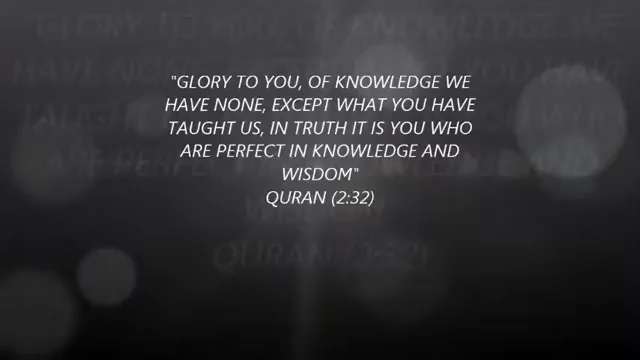 "GLORY TO YOU, OF KNOWLEDGE WE
HAVE NONE, EXCEPT WHAT YOU HAVE
TAUGHT US, IN TRUTH IT IS YOU WHO
ARE PERFECT IN KNOWLEDGE AND
WISDOM"
QURAN (2:32)